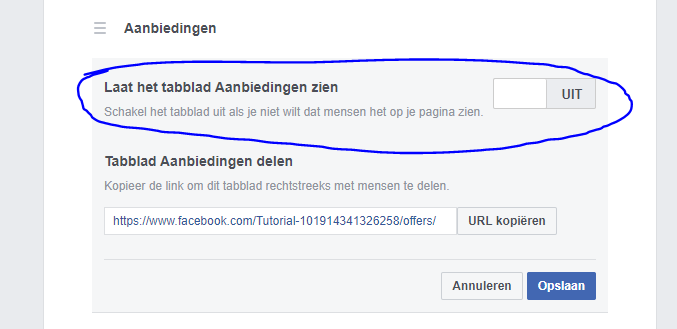 Aanbiedingen
Laat het tabblad Aanbiedingen zien
UIT
Schakel het tabblad uit als je niet wilt dat mensen het op je pagina zien.
Tabblad Aanbiedingen delen
Kopieer de link om dit tabblad rechtstreeks met mensen te delen.
https://www.facebook.com/Tutorial-101914341326258/offers/ URL kopiëren
Annuleren Opslaan